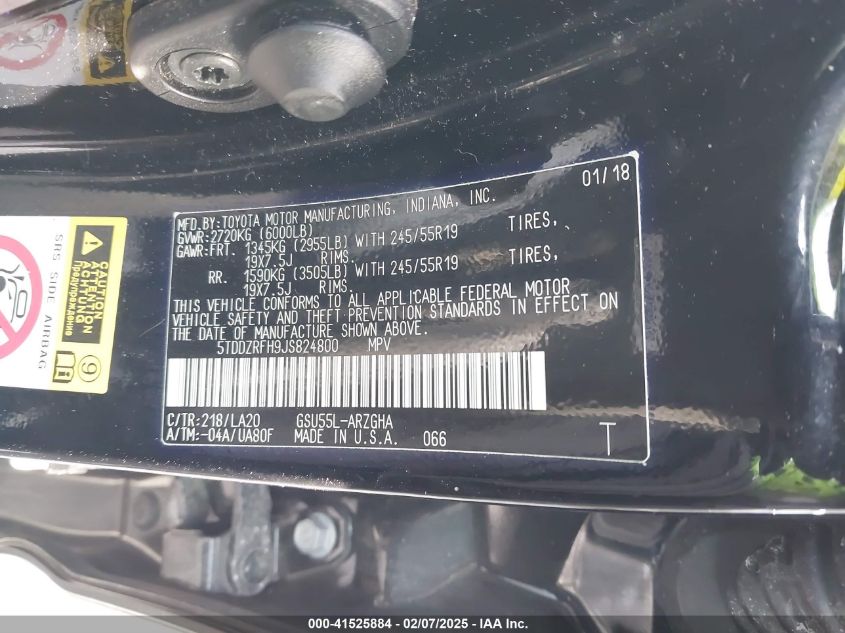 01/18
MFD.BY:TOYOTA MOTOR MANUFACTURING, INDIANA, INC.
GVWR:2720KG (6000LB)
GAWR:FRT. 1345KG (2955LB) WITH 245/55R19 TIRES,
19X7.5J RIMS.
RR. 1590KG (3505LB) WITH 245/55R19 TIRES,
19X7.5J RIMS.
THIS VEHICLE CONFORMS TO ALL APPLICABLE FEDERAL MOTOR
VEHICLE SAFETY AND THEFT PREVENTION STANDARDS IN EFFECT ON
THE DATE OF MANUFACTURE SHOWN ABOVE.
5TDDZRFH9JS824800 MPV
C/TR:218/LA20 GSU55L-ARZGHA
A/TM:-04A/UA80F MADE IN U.S.A. 066 T
CAUTION
ACHTUNG
ATTENTION
предупреждение
SRS SIDE AIRBAG
9
000-41525884 - 02/07/2025 - IAA Inc.